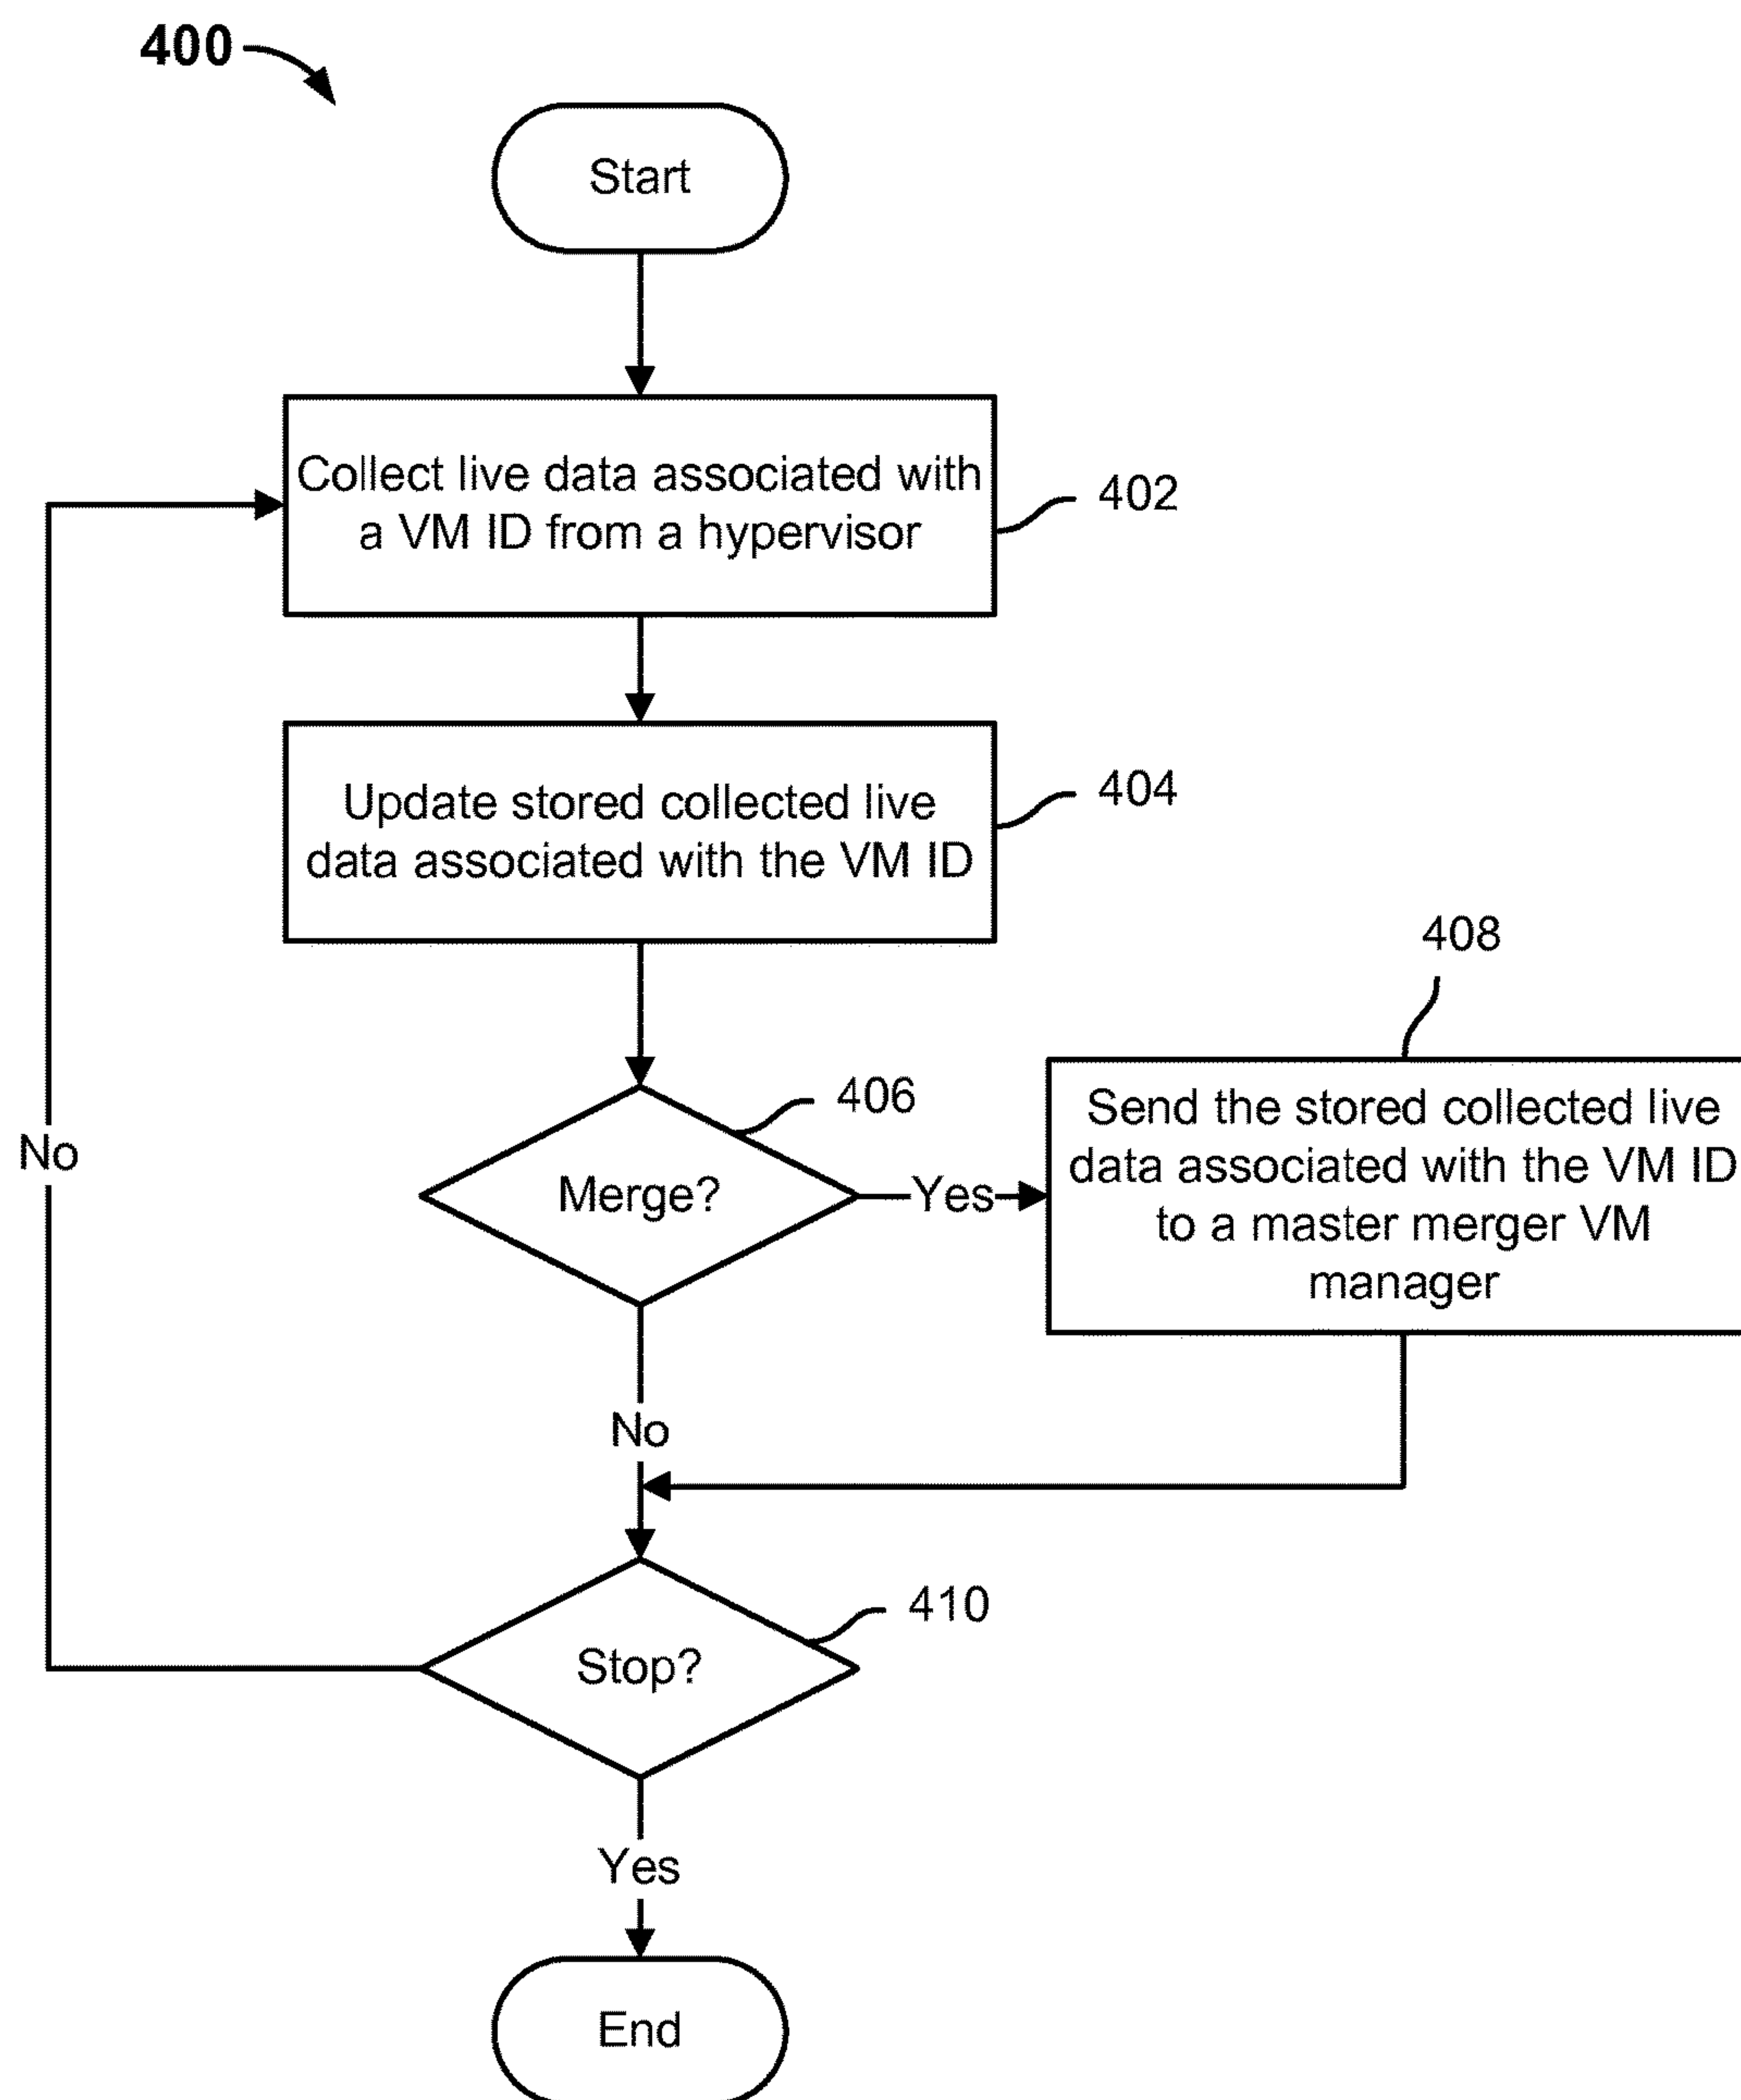 400
Start
Collect live data associated with
a VM ID from a hypervisor
402
Update stored collected live
data associated with the VM ID
404
408
Send the stored collected live
data associated with the VM ID
to a master merger VM
manager
406
Merge?
Yes
No
No
410
Stop?
Yes
End